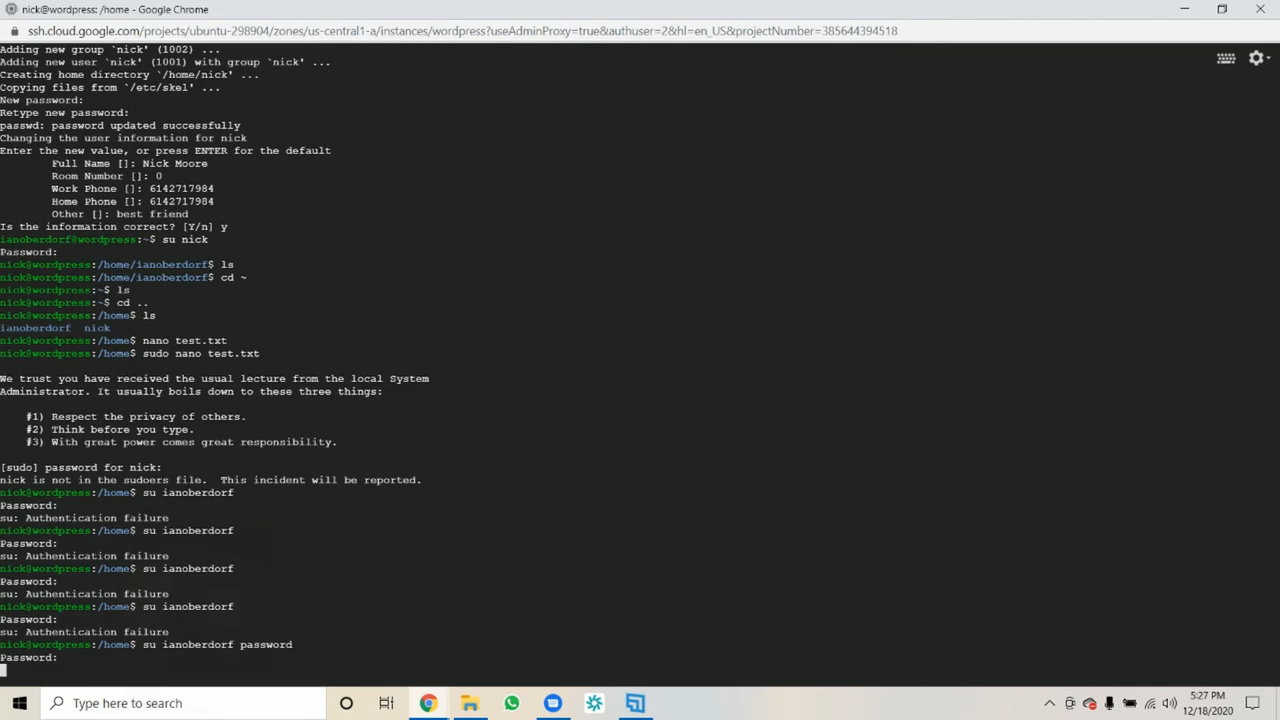 nick@wordpress: /home - Google Chrome
ssh.cloud.google.com/projects/ubuntu-298904/zones/us-central1-a/instances/wordpress?useAdminProxy=true&authuser=2&hl=en_US&projectNumber=385644394518
Adding new group `nick' (1002) ...
Adding new user `nick' (1001) with group `nick' ...
Creating home directory `/home/nick' ...
Copying files from `/etc/skel' ...
New password:
Retype new password:
passwd: password updated successfully
Changing the user information for nick
Enter the new value, or press ENTER for the default
Full Name []: Nick Moore
Room Number []: 0
Work Phone []: 6142717984
Home Phone []: 6142717984
Other []: best friend
Is the information correct? [Y/n] y
ianoberdorf@wordpress:~$ su nick
Password:
nick@wordpress:/home/ianoberdorf$ ls
nick@wordpress:/home/ianoberdorf$ cd ~
nick@wordpress:~$ ls
nick@wordpress:~$ cd ..
nick@wordpress:/home$ ls
ianoberdorf  nick
nick@wordpress:/home$ nano test.txt
nick@wordpress:/home$ sudo nano test.txt
We trust you have received the usual lecture from the local System
Administrator. It usually boils down to these three things:
#1) Respect the privacy of others.
#2) Think before you type.
#3) With great power comes great responsibility.
[sudo] password for nick:
nick is not in the sudoers file.  This incident will be reported.
nick@wordpress:/home$ su ianoberdorf
Password:
su: Authentication failure
nick@wordpress:/home$ su ianoberdorf
Password:
su: Authentication failure
nick@wordpress:/home$ su ianoberdorf
Password:
su: Authentication failure
nick@wordpress:/home$ su ianoberdorf
Password:
su: Authentication failure
nick@wordpress:/home$ su ianoberdorf password
Password:
Type here to search
5:27 PM
12/18/2020